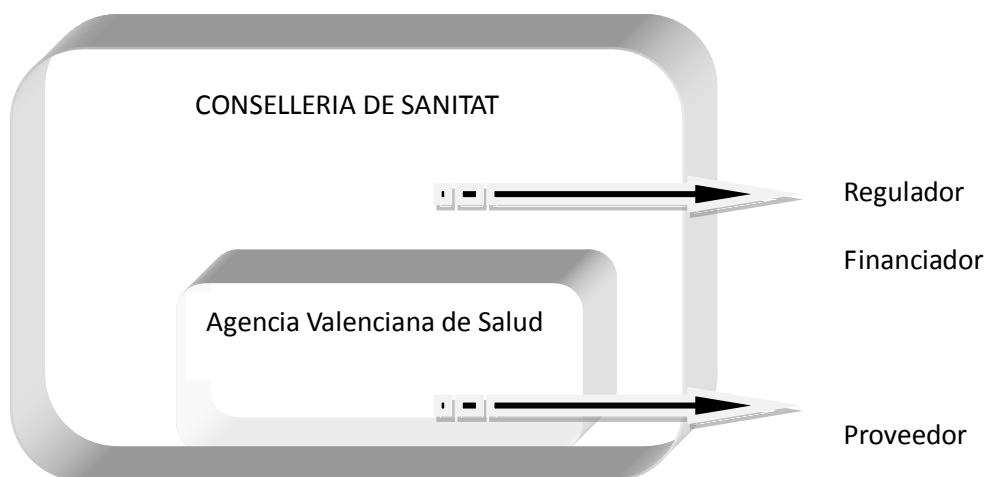 CONSELLERIA DE SANITAT
Regulador
Financiador
Agencia Valenciana de Salud
Proveedor